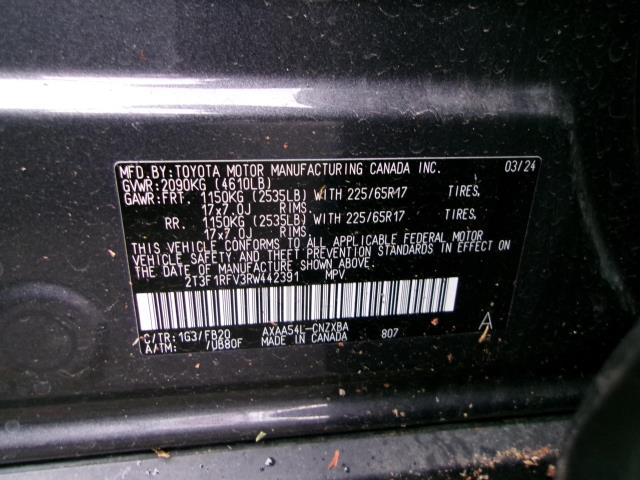 MFD.BY:TOYOTA MOTOR MANUFACTURING CANADA INC. 03/24
GVWR:2090KG (4610LB)
GAWR:FRT. 1150KG (2535LB) WITH 225/65R17 TIRES,
17x7.0J RIMS
RR. 1150KG (2535LB) WITH 225/65R17 TIRES,
17x7.0J RIMS
THIS VEHICLE CONFORMS TO ALL APPLICABLE FEDERAL MOTOR
VEHICLE SAFETY AND THEFT PREVENTION STANDARDS IN EFFECT ON
THE DATE OF MANUFACTURE SHOWN ABOVE.
2T3F1RFV3RW442391 MPV
C/TR:1G3/FB20 AXAA54L-CNZXBA A
A/TM: /UB80F MADE IN CANADA 807